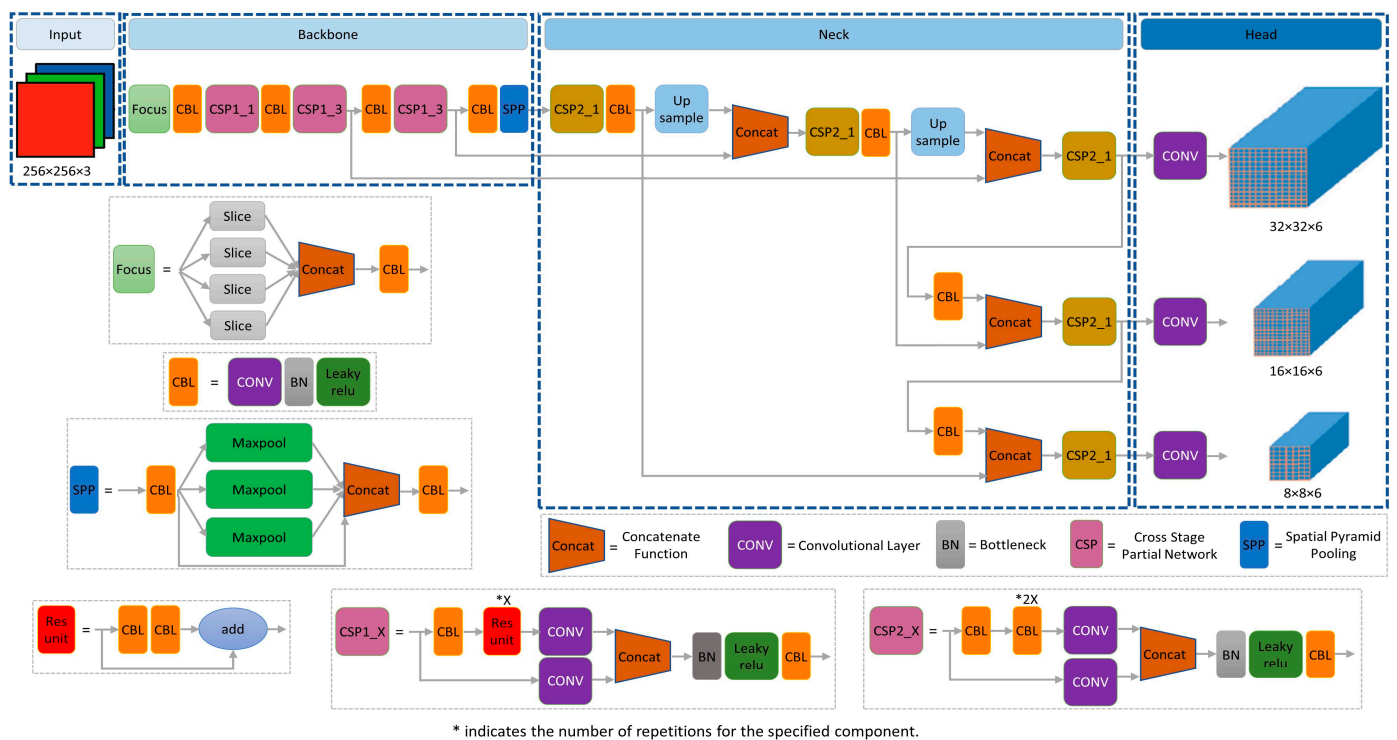 Input
Backbone
Neck
Head
256×256×3
Focus
CBL
CSP1_1
CBL
CSP1_3
CBL
CSP1_3
CBL
SPP
CSP2_1
CBL
Up
sample
Concat
CSP2_1
CBL
Up
sample
Concat
CSP2_1
CONV
32×32×6
CBL
Concat
CSP2_1
CONV
16×16×6
CBL
Concat
CSP2_1
CONV
8×8×6
Focus
=
Slice
Slice
Slice
Slice
Concat
CBL
CBL
=
CONV
BN
Leaky
relu
SPP
=
CBL
Maxpool
Maxpool
Maxpool
Concat
CBL
Concat
= Concatenate
Function
CONV
= Convolutional Layer
BN
= Bottleneck
CSP
= Cross Stage
Partial Network
SPP
= Spatial Pyramid
Pooling
Res
unit
=
CBL
CBL
add
CSP1_X
=
CBL
*X
Res
unit
CONV
CONV
Concat
BN
Leaky
relu
CBL
CSP2_X
=
CBL
*2X
CBL
CONV
CONV
Concat
BN
Leaky
relu
CBL
* indicates the number of repetitions for the specified component.